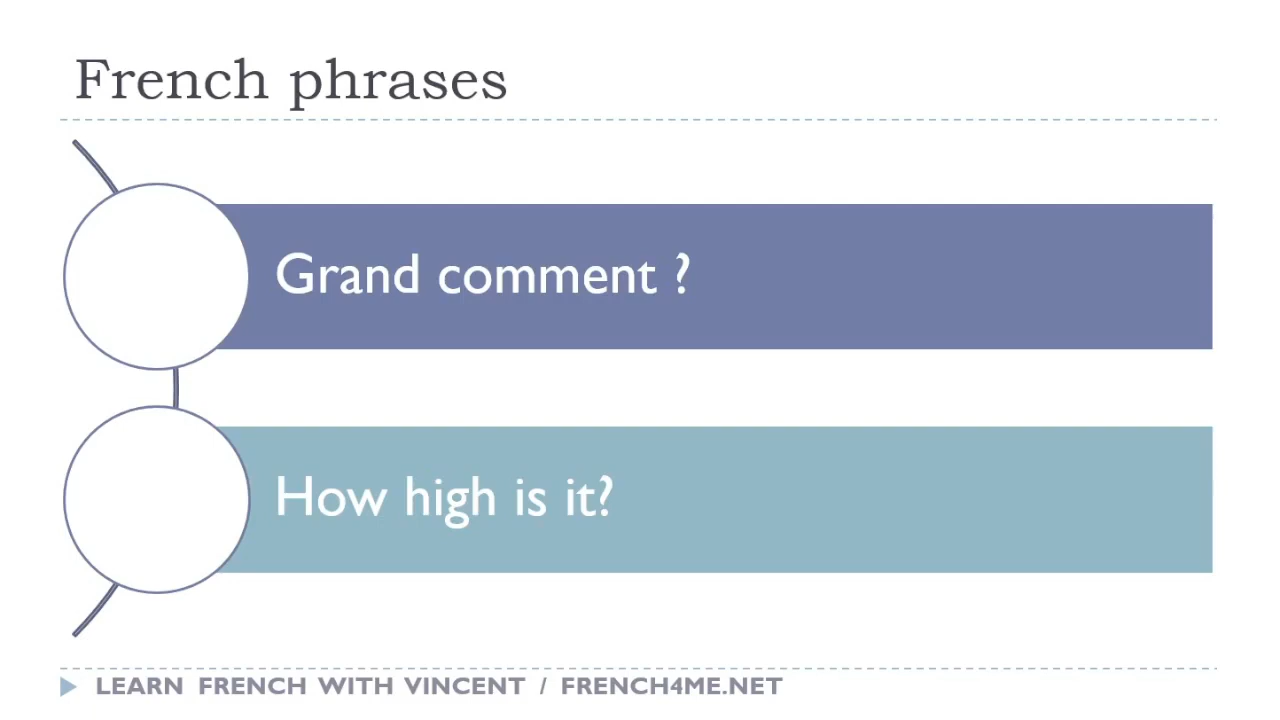 French phrases
Grand comment ?
How high is it?
LEARN FRENCH WITH VINCENT / FRENCH4ME.NET